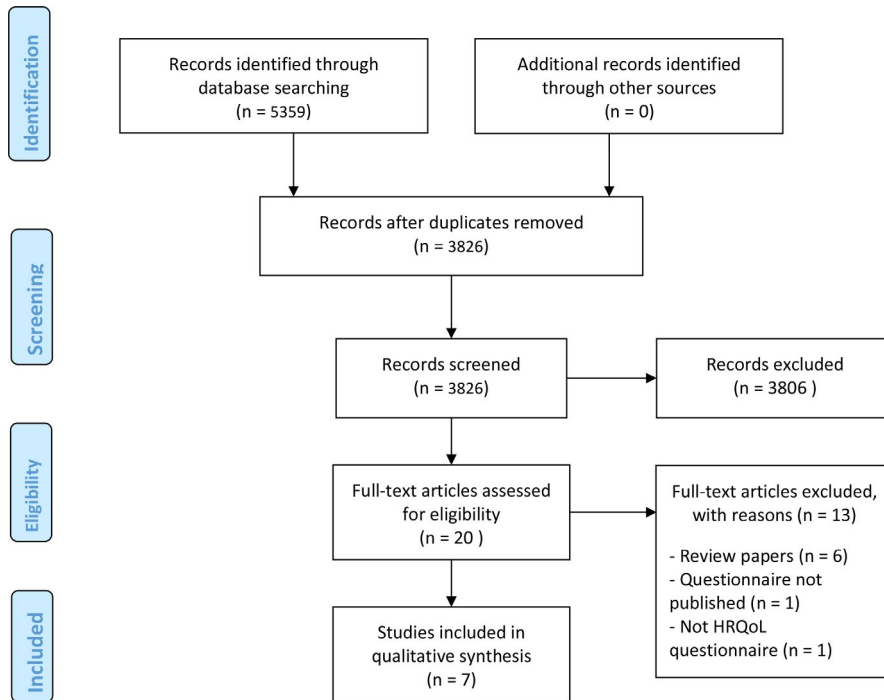 Identification
Records identified through
database searching
(n = 5359)
Additional records identified
through other sources
(n = 0)
Records after duplicates removed
(n = 3826)
Screening
Records screened
(n = 3826)
Records excluded
(n = 3806 )
Eligibility
Full-text articles assessed
for eligibility
(n = 20 )
Full-text articles excluded,
with reasons (n = 13)
- Review papers (n = 6)
- Questionnaire not
published (n = 1)
- Not HRQoL
questionnaire (n = 1)
Included
Studies included in
qualitative synthesis
(n = 7)